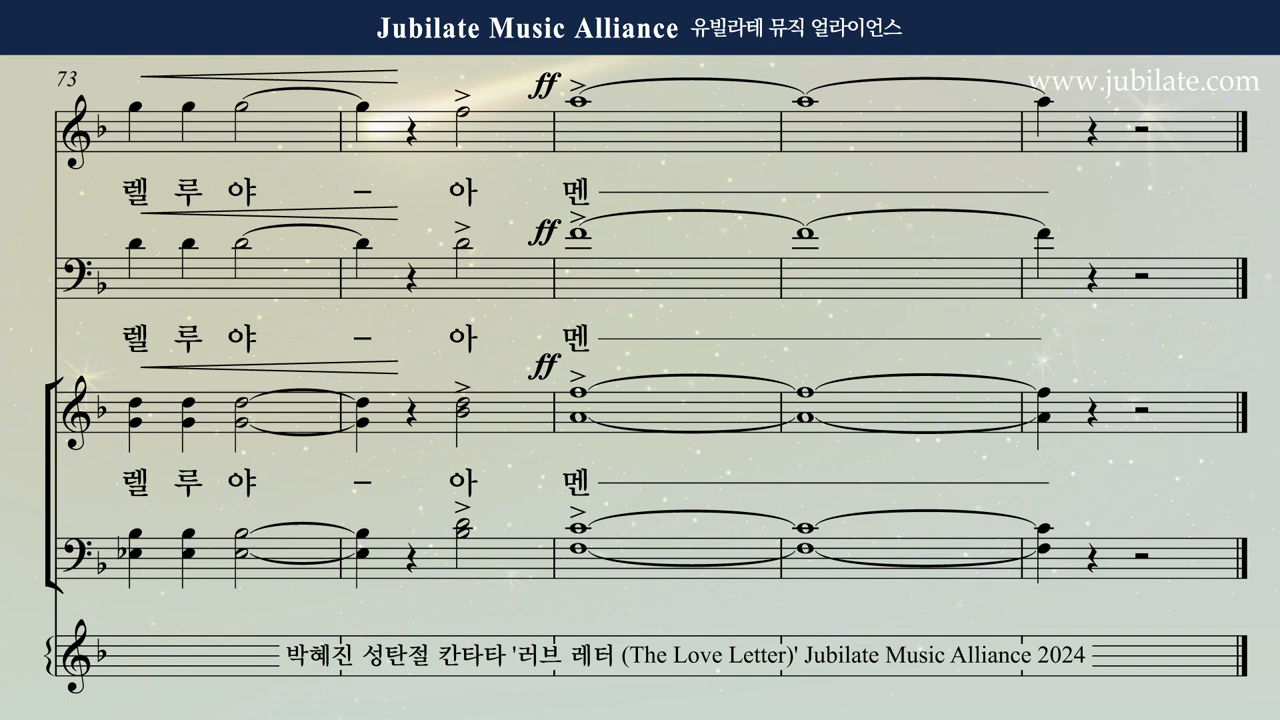 Jubilate Music Alliance 유빌라테 뮤직 얼라이언스
www.jubilate.com
73
ff
렐 루 야 – 아 멘
ff
렐 루 야 – 아 멘
ff
렐 루 야 – 아 멘
박혜진 성탄절 칸타타 '러브 레터 (The Love Letter)' Jubilate Music Alliance 2024